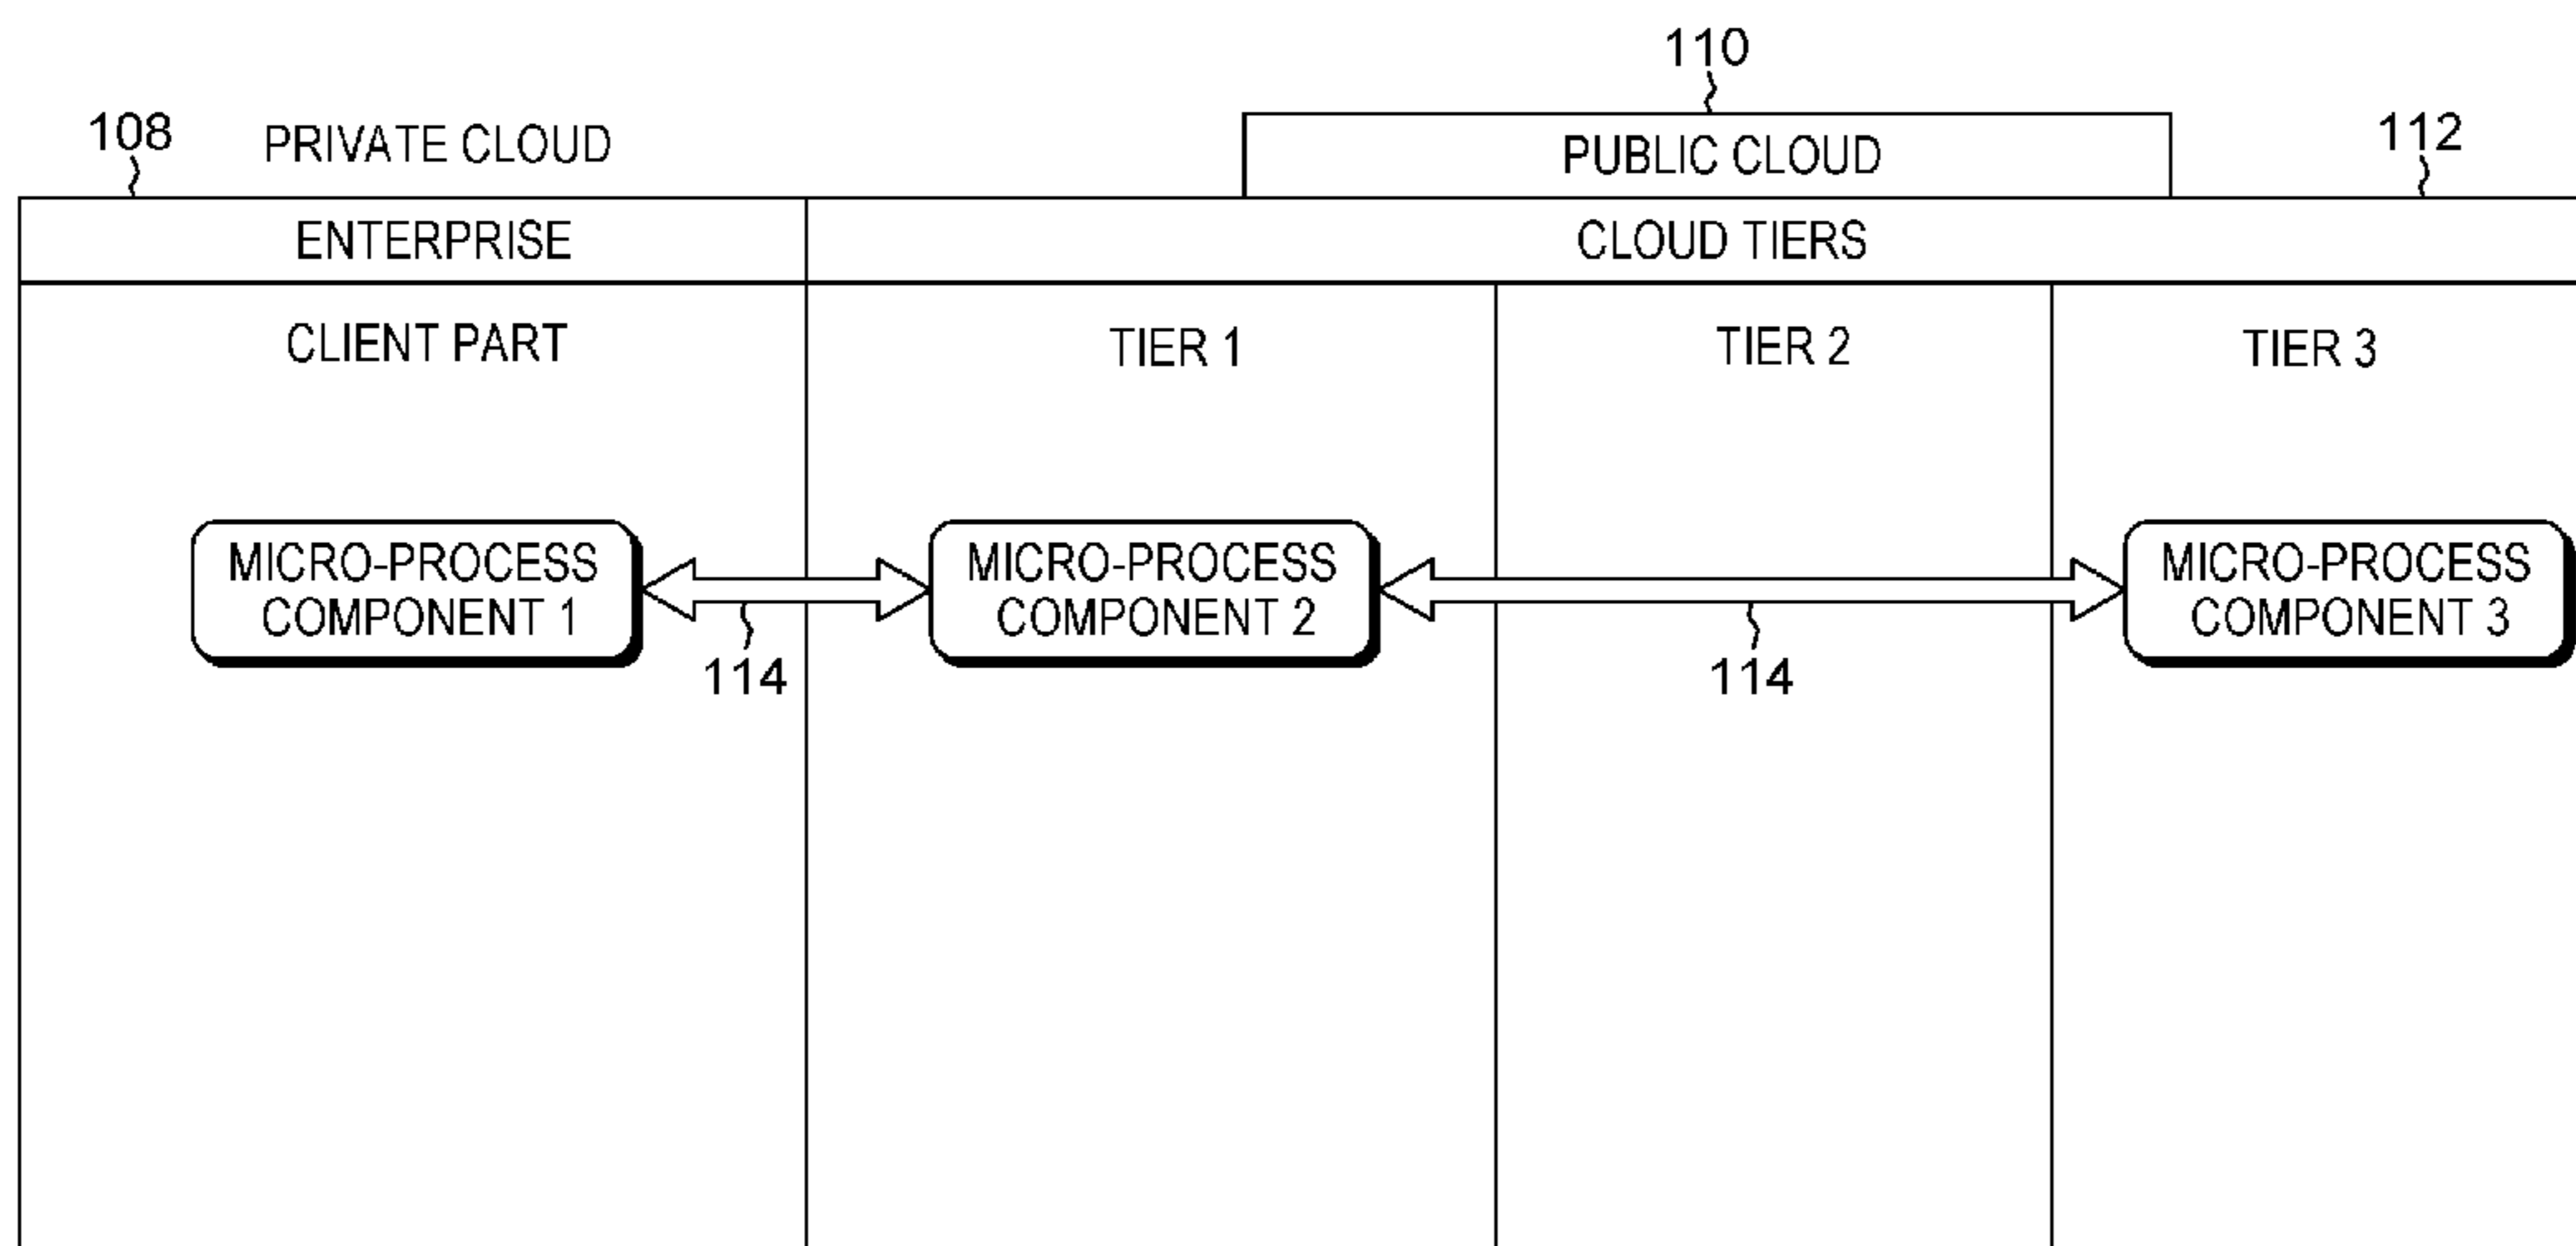 110
108
PRIVATE CLOUD
PUBLIC CLOUD
112
ENTERPRISE
CLOUD TIERS
CLIENT PART
TIER 1
TIER 2
TIER 3
MICRO-PROCESS
COMPONENT 1
MICRO-PROCESS
COMPONENT 2
MICRO-PROCESS
COMPONENT 3
114
114